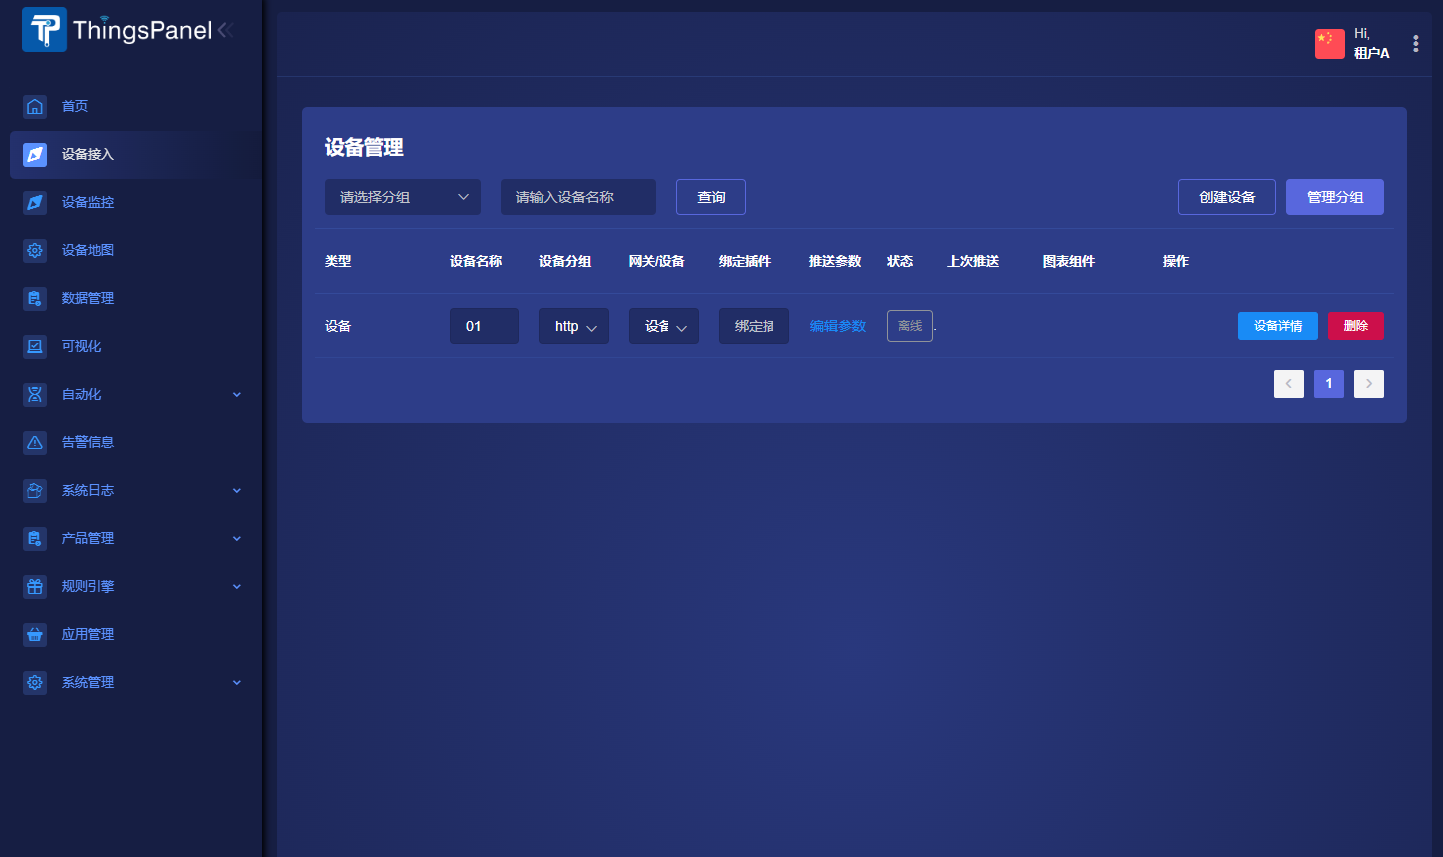 ThingsPanel
Hi,
租户A
首页
设备接入
设备监控
设备地图
数据管理
可视化
自动化
告警信息
系统日志
产品管理
规则引擎
应用管理
系统管理
设备管理
请选择分组 请输入设备名称 查询 创建设备 管理分组
类型 设备名称 设备分组 网关/设备 绑定插件 推送参数 状态 上次推送 图表组件 操作
设备 01 http 设备 绑定 编辑参数 离线 . 设备详情 删除
1